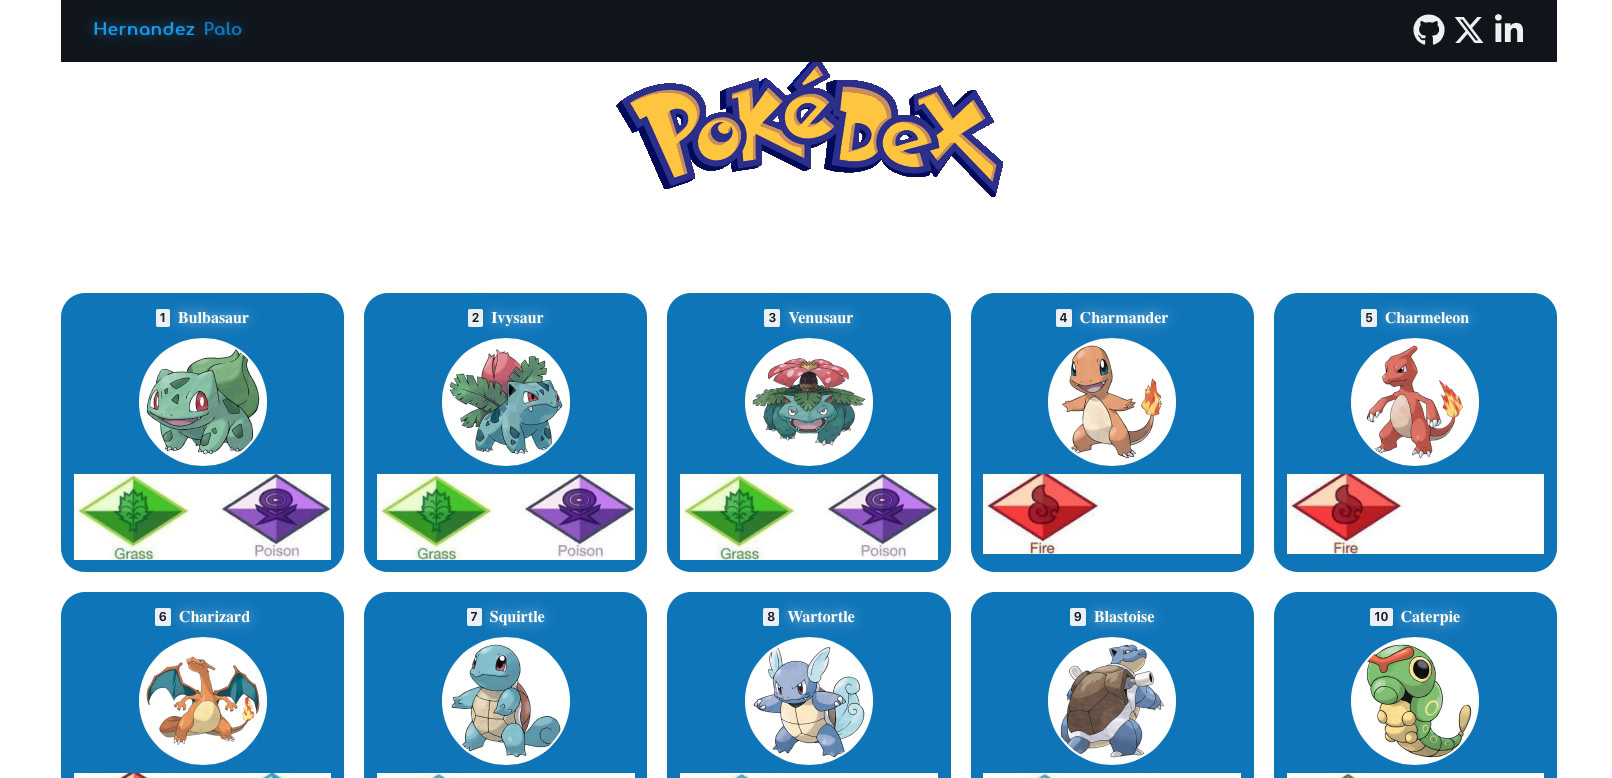 Hernandez Palo
PokéDex
1 Bulbasaur
2 Ivysaur
3 Venusaur
4 Charmander
5 Charmeleon
Grass Poison
Grass Poison
Grass Poison
Fire
Fire
6 Charizard
7 Squirtle
8 Wartortle
9 Blastoise
10 Caterpie